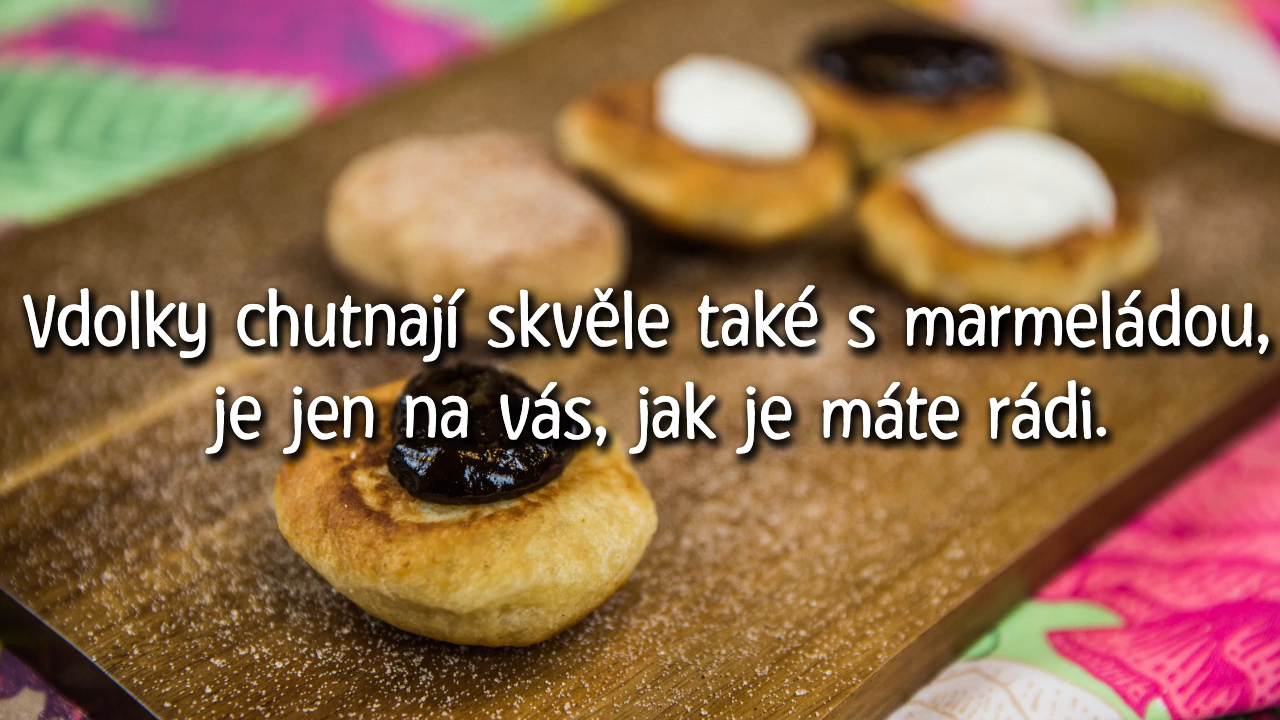 Vdolky chutnají skvěle také s marmeládou,
je jen na vás, jak je máte rádi.